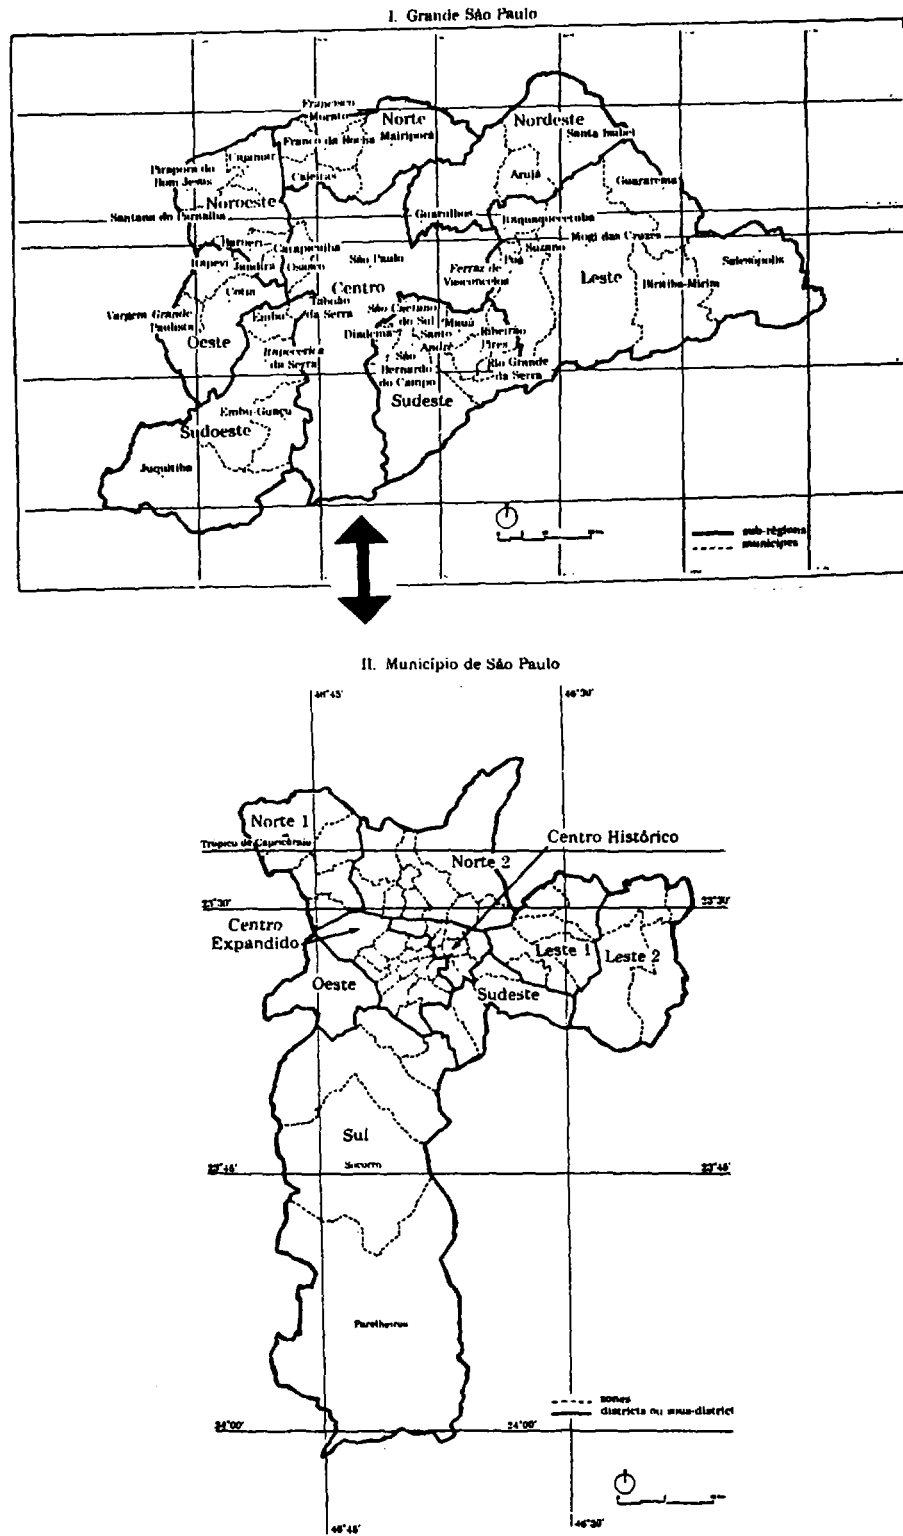 I. Grande São Paulo
Francisco
Morato
Norte
Nordeste
Franco da Rocha
Mairiporã
Santa Isabel
Cajamar
Pirapora do
Bom Jesus
Caieiras
Arujá
Guararema
Noroeste
Santana de Parnaíba
Guarulhos
Itaquaquecetuba
Barueri
Carapicuíba
Mogi das Cruzes
Suzano
Itapevi
Jandira
Osasco
São Paulo
Poá
Salesópolis
Ferraz de
Vasconcelos
Leste
Biritiba-Mirim
Cotia
Centro
Vargem Grande
Paulista
Embu
Taboão
da Serra
São Caetano
do Sul
Diadema
Mauá
Santo
André
Ribeirão
Pires
Oeste
Itapecerica
da Serra
São
Bernardo
do Campo
Rio Grande
da Serra
Sudeste
Embu-Guaçu
Sudoeste
Juquitiba
sub-régions
municipes
II. Município de São Paulo
46°45'
46°30'
Norte 1
Centro Histórico
Tropico de Capricórnio
Norte 2
23°30'
23°30'
Centro
Expandido
Leste 1
Leste 2
Oeste
Sudeste
Sul
Socorro
23°45'
23°45'
Parelheiros
zones
districts ou sous-district
24°00'
24°00'
46°45'
46°30'